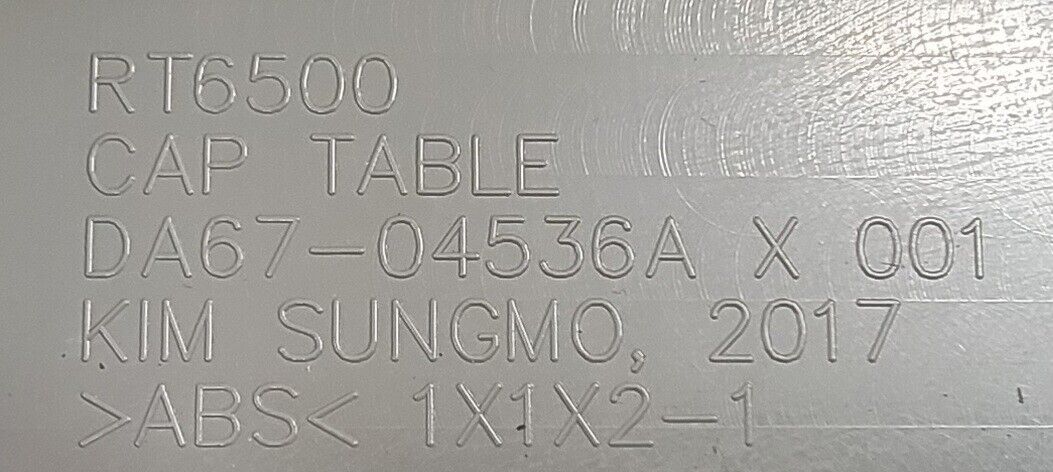 RT6500
CAP TABLE
DA67-04536A X 001
KIM SUNGMO, 2017
>ABS< 1X1X2-1